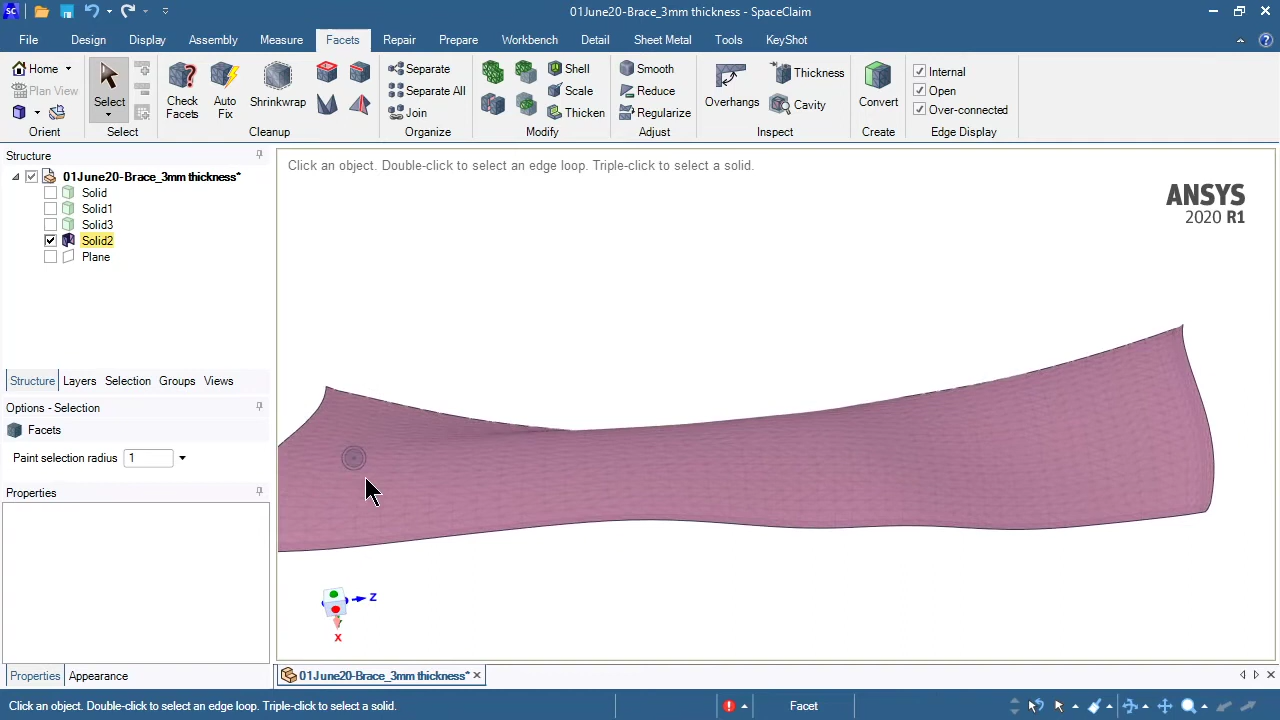 SC
01June20-Brace_3mm thickness - SpaceClaim
File Design Display Assembly Measure Facets Repair Prepare Workbench Detail Sheet Metal Tools KeyShot
Home
Plan View
Orient
Select
Select
Check Facets
Auto Fix
Shrinkwrap
Cleanup
Separate
Separate All
Join
Organize
Shell
Scale
Thicken
Modify
Smooth
Reduce
Regularize
Adjust
Overhangs
Thickness
Cavity
Inspect
Convert
Create
Internal
Open
Over-connected
Edge Display
Structure
01June20-Brace_3mm thickness*
Solid
Solid1
Solid3
Solid2
Plane
Structure Layers Selection Groups Views
Options - Selection
Facets
Paint selection radius 1
Properties
Properties Appearance
Click an object. Double-click to select an edge loop. Triple-click to select a solid.
ANSYS
2020 R1
Z
X
01June20-Brace_3mm thickness*
Click an object. Double-click to select an edge loop. Triple-click to select a solid.
Facet